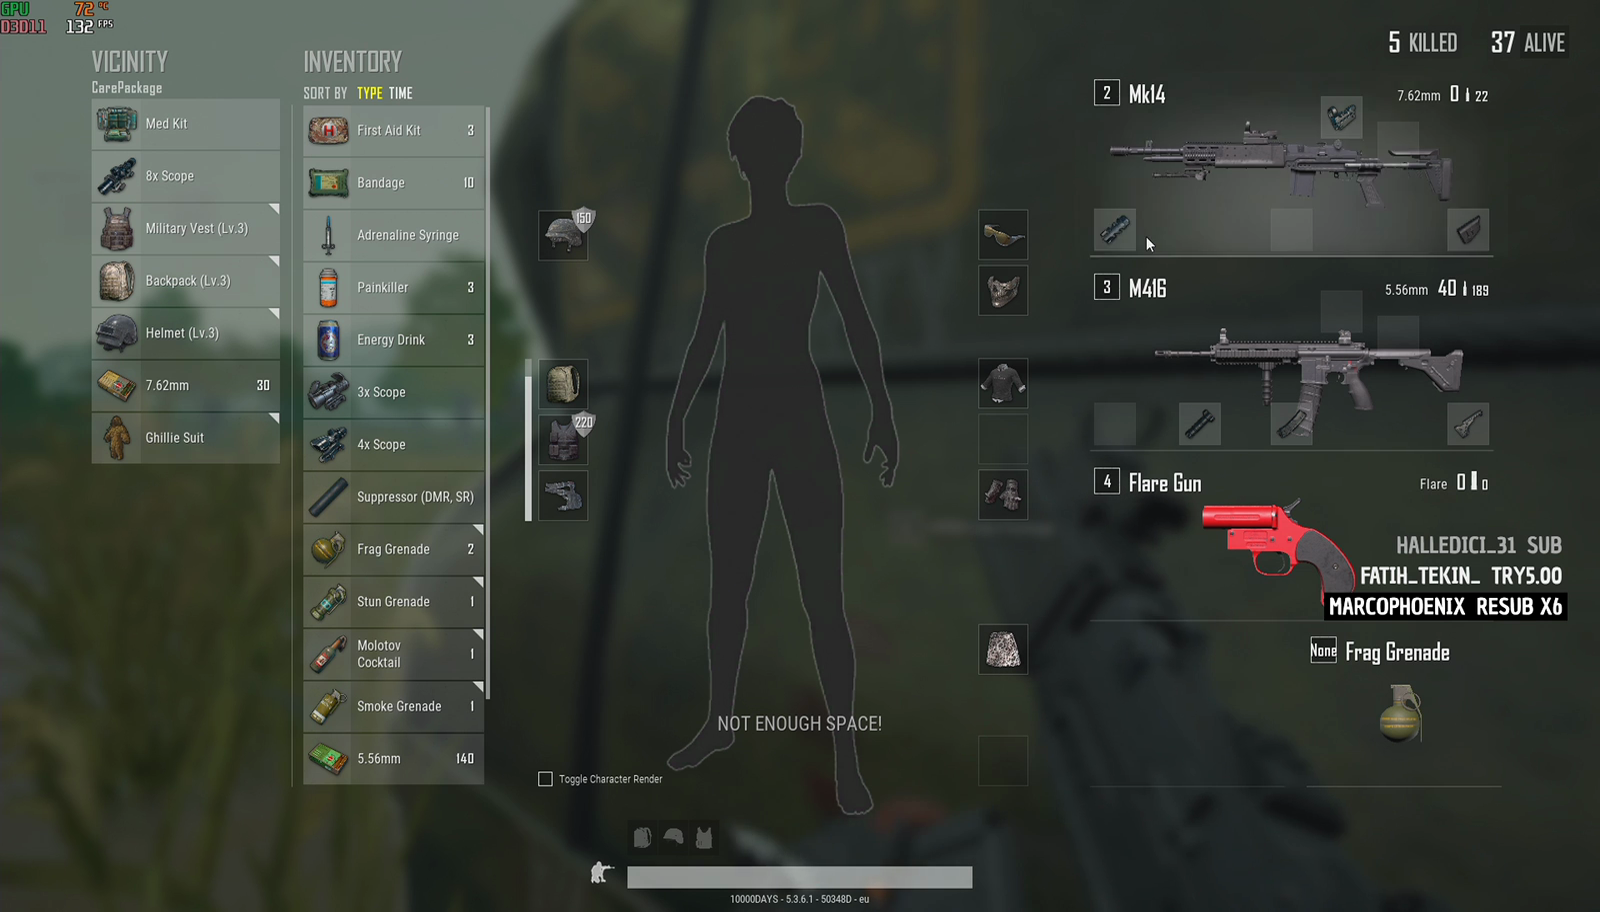 GPU 72 °C
D3D11 132 FPS
5 KILLED 37 ALIVE
VICINITY
CarePackage
Med Kit
8x Scope
Military Vest (Lv.3)
Backpack (Lv.3)
Helmet (Lv.3)
7.62mm 30
Ghillie Suit
INVENTORY
SORT BY TYPE TIME
First Aid Kit 3
Bandage 10
Adrenaline Syringe
Painkiller 3
Energy Drink 3
3x Scope
4x Scope
Suppressor (DMR, SR)
Frag Grenade 2
Stun Grenade 1
Molotov
Cocktail 1
Smoke Grenade 1
5.56mm 140
150
220
NOT ENOUGH SPACE!
Toggle Character Render
2 Mk14 7.62mm 0 22
3 M416 5.56mm 40 189
4 Flare Gun Flare 0 0
HALLEDICI_31 SUB
FATIH_TEKIN_ TRY5.00
MARCOPHOENIX RESUB X6
None Frag Grenade
10000DAYS - 5.3.6.1 - 50348D - eu